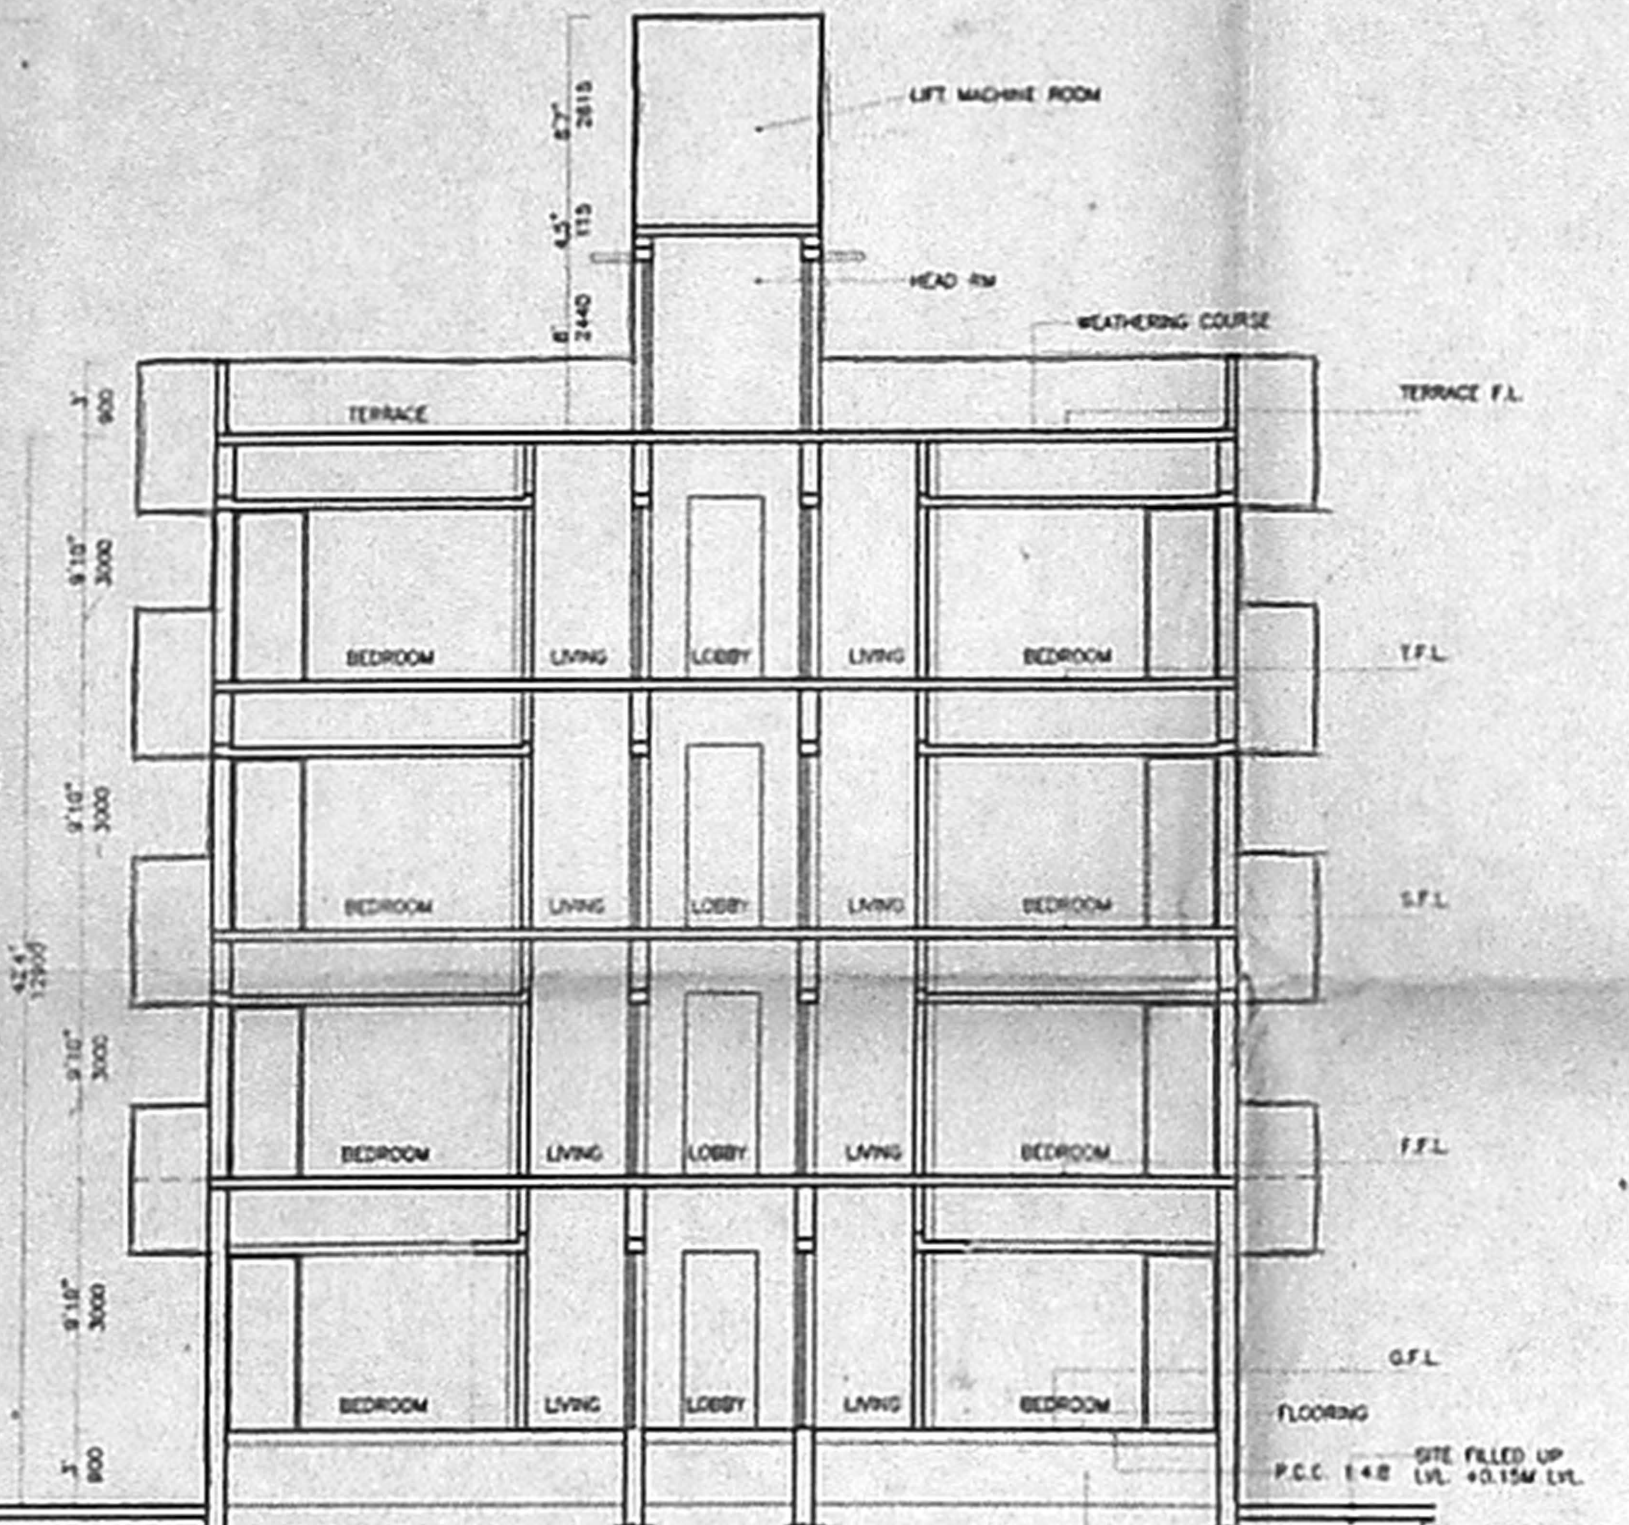 LIFT MACHINE ROOM
8'7"
2615
4.5"
115
HEAD RM
8'
2440
WEATHERING COURSE
TERRACE F.L.
3'
900
TERRACE
9'10"
3000
BEDROOM LIVING LOBBY LIVING BEDROOM
T.F.L.
9'10"
3000
BEDROOM LIVING LOBBY LIVING BEDROOM
S.F.L.
42'4"
12900
9'10"
3000
BEDROOM LIVING LOBBY LIVING BEDROOM
F.F.L.
9'10"
3000
BEDROOM LIVING LOBBY LIVING BEDROOM
G.F.L.
FLOORING
3'
900
P.C.C. 1:4:8
SITE FILLED UP
LVL. +0.15M LVL.